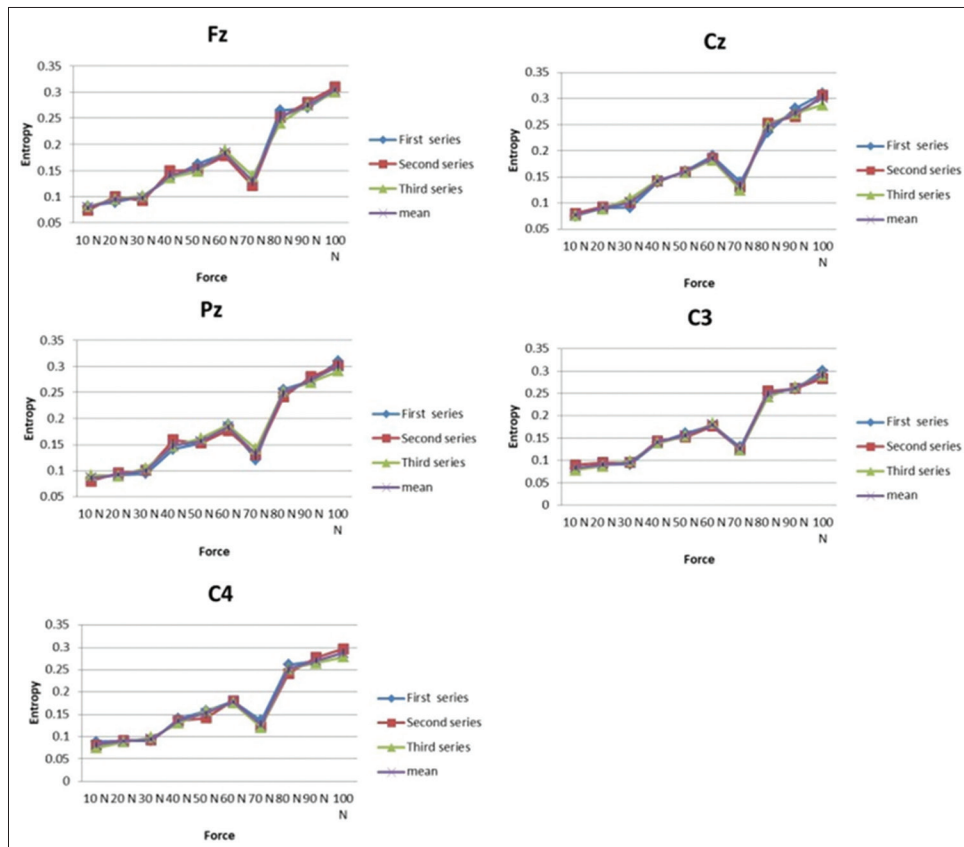 Fz
0.35
0.3
0.25
0.2
0.15
0.1
0.05
Entropy
10 N 20 N 30 N 40 N 50 N 60 N 70 N 80 N 90 N 100 N
Force
First series
Second series
Third series
mean
Cz
0.35
0.3
0.25
0.2
0.15
0.1
0.05
Entropy
10 N 20 N 30 N 40 N 50 N 60 N 70 N 80 N 90 N 100 N
Force
First series
Second series
Third series
mean
Pz
0.35
0.3
0.25
0.2
0.15
0.1
0.05
Entropy
10 N 20 N 30 N 40 N 50 N 60 N 70 N 80 N 90 N 100 N
Force
First series
Second series
Third series
mean
C3
0.35
0.3
0.25
0.2
0.15
0.1
0.05
0
Entropy
10 N 20 N 30 N 40 N 50 N 60 N 70 N 80 N 90 N 100 N
Force
First series
Second series
Third series
mean
C4
0.35
0.3
0.25
0.2
0.15
0.1
0.05
0
Entropy
10 N 20 N 30 N 40 N 50 N 60 N 70 N 80 N 90 N 100 N
Force
First series
Second series
Third series
mean